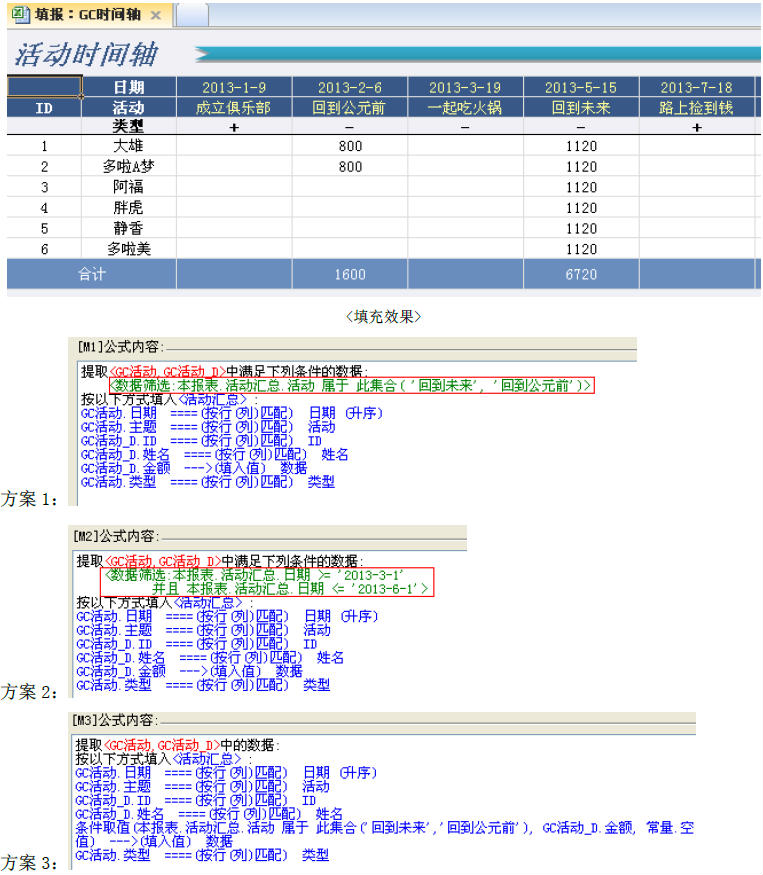 填报：GC时间轴
活动时间轴
日期 2013-1-9 2013-2-6 2013-3-19 2013-5-15 2013-7-18
ID 活动 成立俱乐部 回到公元前 一起吃火锅 回到未来 路上捡到钱
类型 + － － － +
1 大雄 800 1120
2 多啦A梦 800 1120
3 阿福 1120
4 胖虎 1120
5 静香 1120
6 多啦美 1120
合计 1600 6720
<填充效果>
[M1]公式内容:
提取<GC活动,GC活动_D>中满足下列条件的数据:
<数据筛选:本报表.活动汇总.活动 属于 此集合('回到未来', '回到公元前')>
按以下方式填入<活动汇总> :
GC活动.日期 ====(按行(列)匹配) 日期 (升序)
GC活动.主题 ====(按行(列)匹配) 活动
GC活动_D.ID ====(按行(列)匹配) ID
GC活动_D.姓名 ====(按行(列)匹配) 姓名
GC活动_D.金额 --->(填入值) 数据
GC活动.类型 ====(按行(列)匹配) 类型
方案 1：
[M2]公式内容:
提取<GC活动,GC活动_D>中满足下列条件的数据:
<数据筛选:本报表.活动汇总.日期 >= '2013-3-1'
并且 本报表.活动汇总.日期 <= '2013-6-1'>
按以下方式填入<活动汇总> :
GC活动.日期 ====(按行(列)匹配) 日期 (升序)
GC活动.主题 ====(按行(列)匹配) 活动
GC活动_D.ID ====(按行(列)匹配) ID
GC活动_D.姓名 ====(按行(列)匹配) 姓名
GC活动_D.金额 --->(填入值) 数据
GC活动.类型 ====(按行(列)匹配) 类型
方案 2：
[M3]公式内容:
提取<GC活动,GC活动_D>中的数据:
按以下方式填入<活动汇总> :
GC活动.日期 ====(按行(列)匹配) 日期 (升序)
GC活动.主题 ====(按行(列)匹配) 活动
GC活动_D.ID ====(按行(列)匹配) ID
GC活动_D.姓名 ====(按行(列)匹配) 姓名
条件取值(本报表.活动汇总.活动 属于 此集合('回到未来','回到公元前'), GC活动_D.金额, 常量.空
值) --->(填入值) 数据
GC活动.类型 ====(按行(列)匹配) 类型
方案 3：